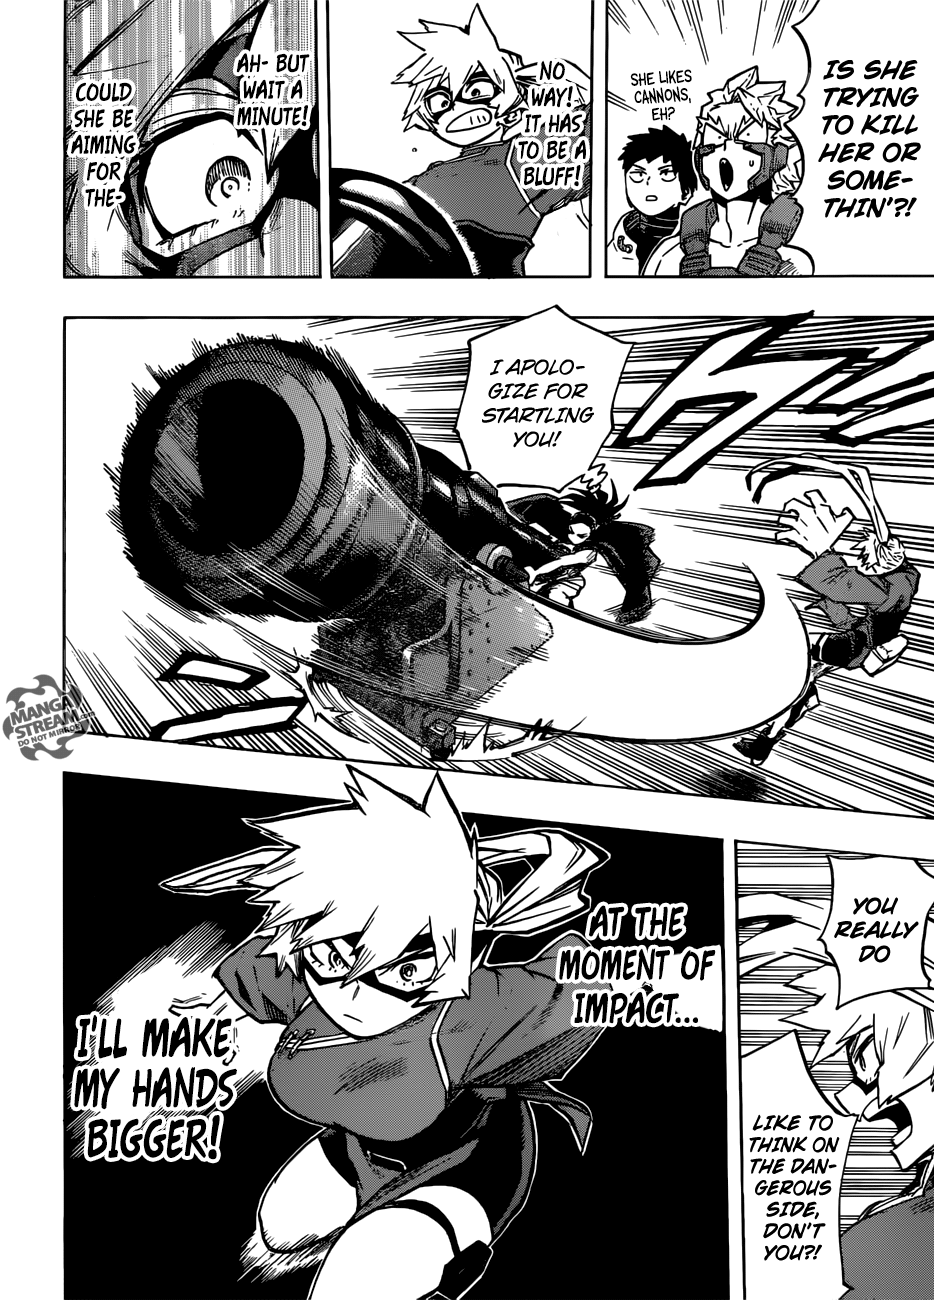 IS SHE
TRYING
TO KILL
HER OR
SOME-
THIN'?!
SHE LIKES
CANNONS,
EH?
NO
WAY!
IT HAS
TO BE A
BLUFF!
AH- BUT
WAIT A
MINUTE!
COULD
SHE BE
AIMING
FOR
THE-
I APOLO-
GIZE FOR
STARTLING
YOU!
MANGA
STREAM
DO NOT MIRROR
YOU
REALLY
DO
LIKE TO
THINK ON
THE DAN-
GEROUS
SIDE,
DON'T
YOU?!
AT THE
MOMENT OF
IMPACT...
I'LL MAKE
MY HANDS
BIGGER!